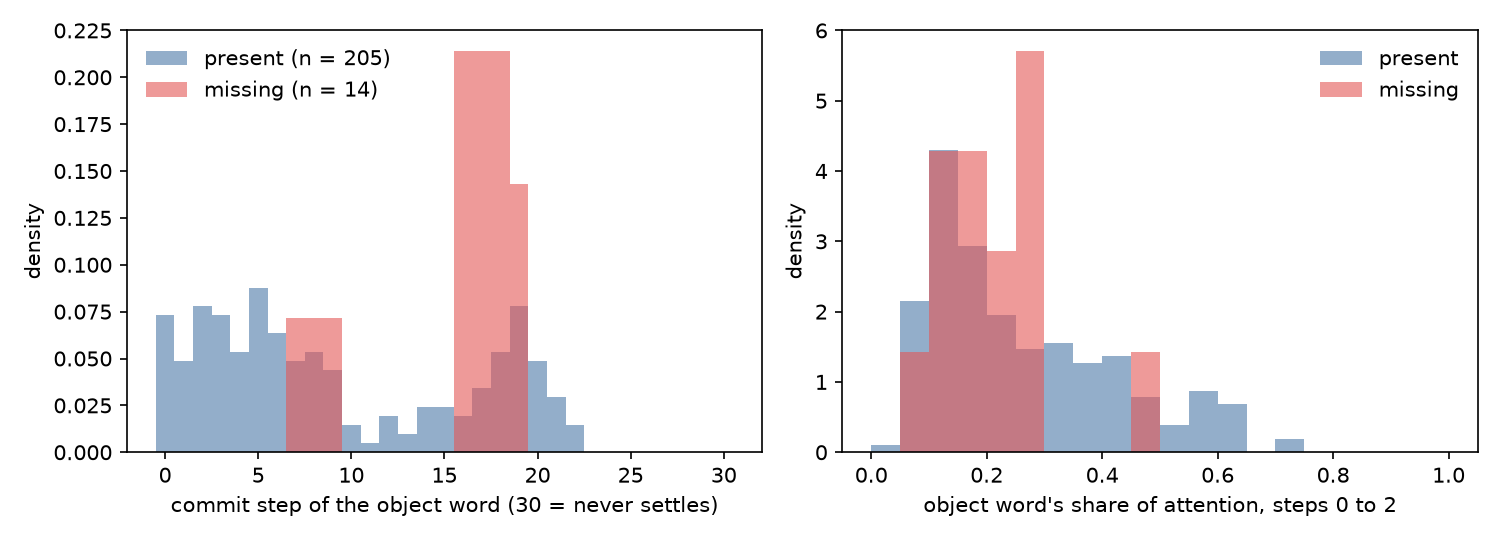 0.225
0.200
0.175
0.150
0.125
0.100
0.075
0.050
0.025
0.000
density
present (n = 205)
missing (n = 14)
0 5 10 15 20 25 30
commit step of the object word (30 = never settles)
6
5
4
3
2
1
0
density
present
missing
0.0 0.2 0.4 0.6 0.8 1.0
object word's share of attention, steps 0 to 2